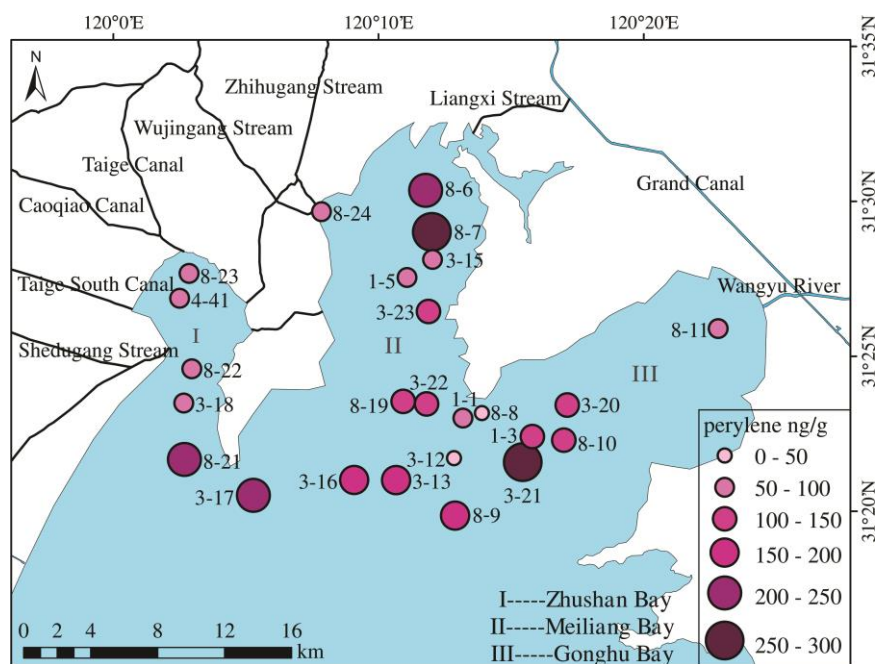 120°0'E 120°10'E 120°20'E
31°35'N
N
Zhihugang Stream
Liangxi Stream
Wujingang Stream
Taige Canal
Grand Canal
Caoqiao Canal
8-6
31°30'N
8-24
8-7
3-15
8-23
1-5
Taige South Canal
4-41
Wangyu River
3-23
8-11
I
II
III
Shedugang Stream
31°25'N
8-22
3-22
3-18
8-19
1-1
8-8
3-20
1-3
8-10
perylene ng/g
3-12
0 - 50
8-21
3-17
3-16
3-13
3-21
50 - 100
31°20'N
8-9
100 - 150
150 - 200
I-----Zhushan Bay
200 - 250
II-----Meiliang Bay
0 2 4 8 12 16
km
III-----Gonghu Bay
250 - 300